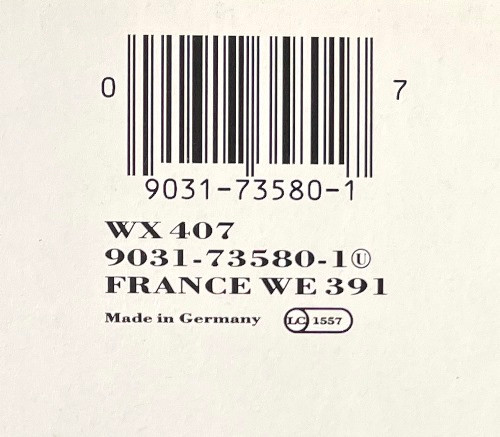 0 7
9031-73580-1
WX 407
9031-73580-1Ⓤ
FRANCE WE 391
Made in Germany LC 1557